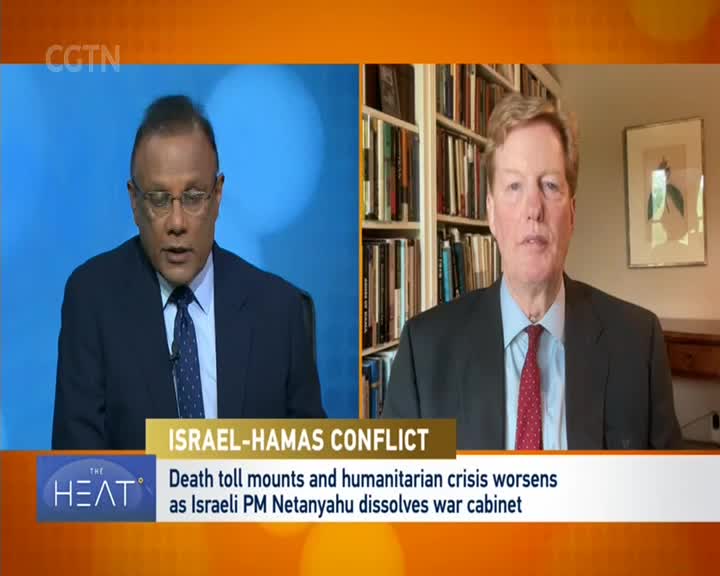 CGTN
ISRAEL-HAMAS CONFLICT
THE
HEAT
Death toll mounts and humanitarian crisis worsens
as Israeli PM Netanyahu dissolves war cabinet